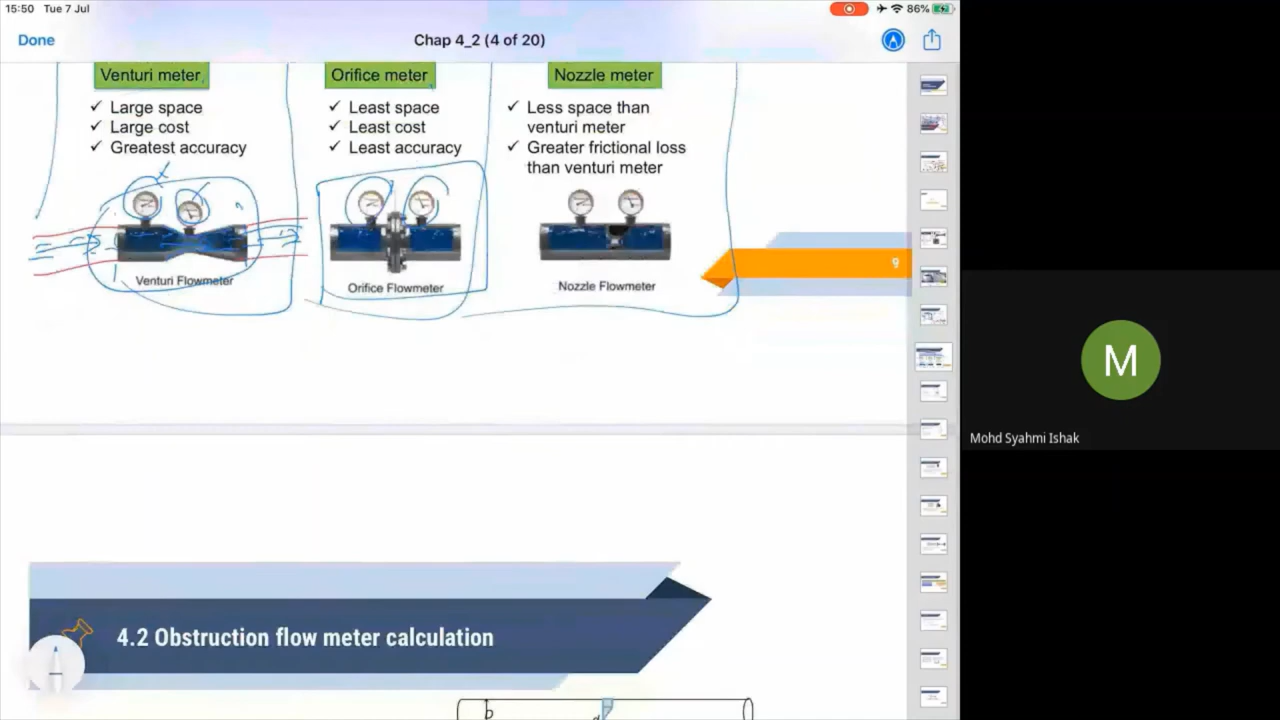 15:50 Tue 7 Jul
86%
Done
Chap 4_2 (4 of 20)
Venturi meter
Large space
Large cost
Greatest accuracy
Venturi Flowmeter
Orifice meter
Least space
Least cost
Least accuracy
Orifice Flowmeter
Nozzle meter
Less space than
venturi meter
Greater frictional loss
than venturi meter
Nozzle Flowmeter
9
4.2 Obstruction flow meter calculation
b
M
Mohd Syahmi Ishak